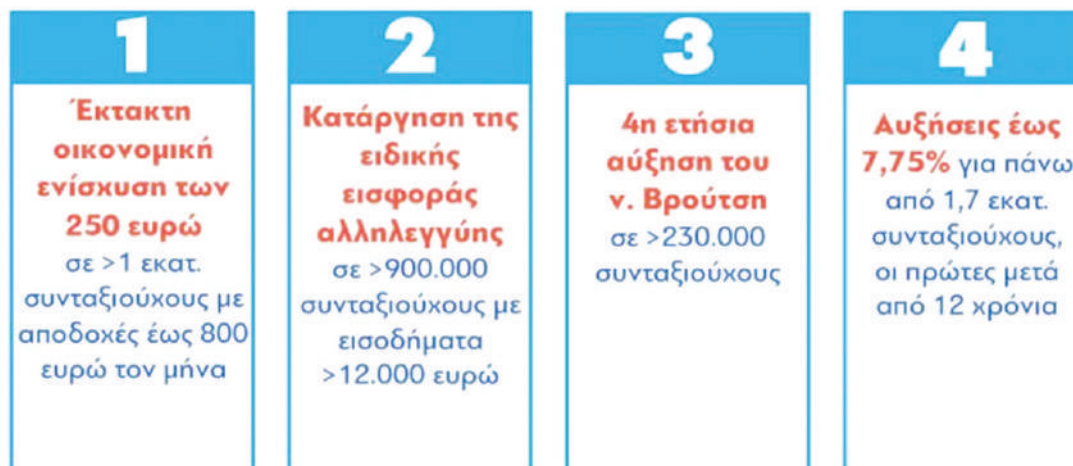 1
Έκτακτη
οικονομική
ενίσχυση των
250 ευρώ
σε >1 εκατ.
συνταξιούχους με
αποδοχές έως 800
ευρώ τον μήνα
2
Κατάργηση της
ειδικής
εισφοράς
αλληλεγγύης
σε >900.000
συνταξιούχους με
εισοδήματα
>12.000 ευρώ
3
4η ετήσια
αύξηση του
ν. Βρούτση
σε >230.000
συνταξιούχους
4
Αυξήσεις έως
7,75% για πάνω
από 1,7 εκατ.
συνταξιούχους,
οι πρώτες μετά
από 12 χρόνια